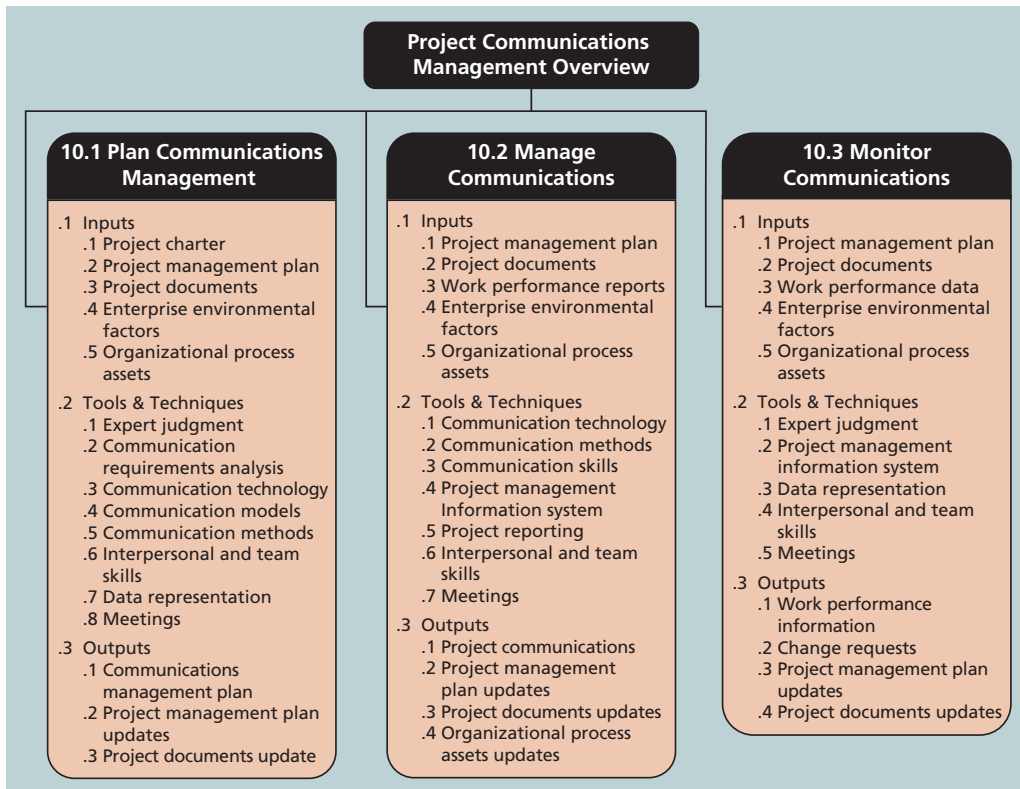 Project Communications
Management Overview
10.1 Plan Communications
Management
.1 Inputs
.1 Project charter
.2 Project management plan
.3 Project documents
.4 Enterprise environmental
factors
.5 Organizational process
assets
.2 Tools & Techniques
.1 Expert judgment
.2 Communication
requirements analysis
.3 Communication technology
.4 Communication models
.5 Communication methods
.6 Interpersonal and team
skills
.7 Data representation
.8 Meetings
.3 Outputs
.1 Communications
management plan
.2 Project management plan
updates
.3 Project documents update
10.2 Manage
Communications
.1 Inputs
.1 Project management plan
.2 Project documents
.3 Work performance reports
.4 Enterprise environmental
factors
.5 Organizational process
assets
.2 Tools & Techniques
.1 Communication technology
.2 Communication methods
.3 Communication skills
.4 Project management
Information system
.5 Project reporting
.6 Interpersonal and team
skills
.7 Meetings
.3 Outputs
.1 Project communications
.2 Project management
plan updates
.3 Project documents updates
.4 Organizational process
assets updates
10.3 Monitor
Communications
.1 Inputs
.1 Project management plan
.2 Project documents
.3 Work performance data
.4 Enterprise environmental
factors
.5 Organizational process
assets
.2 Tools & Techniques
.1 Expert judgment
.2 Project management
information system
.3 Data representation
.4 Interpersonal and team
skills
.5 Meetings
.3 Outputs
.1 Work performance
information
.2 Change requests
.3 Project management plan
updates
.4 Project documents updates